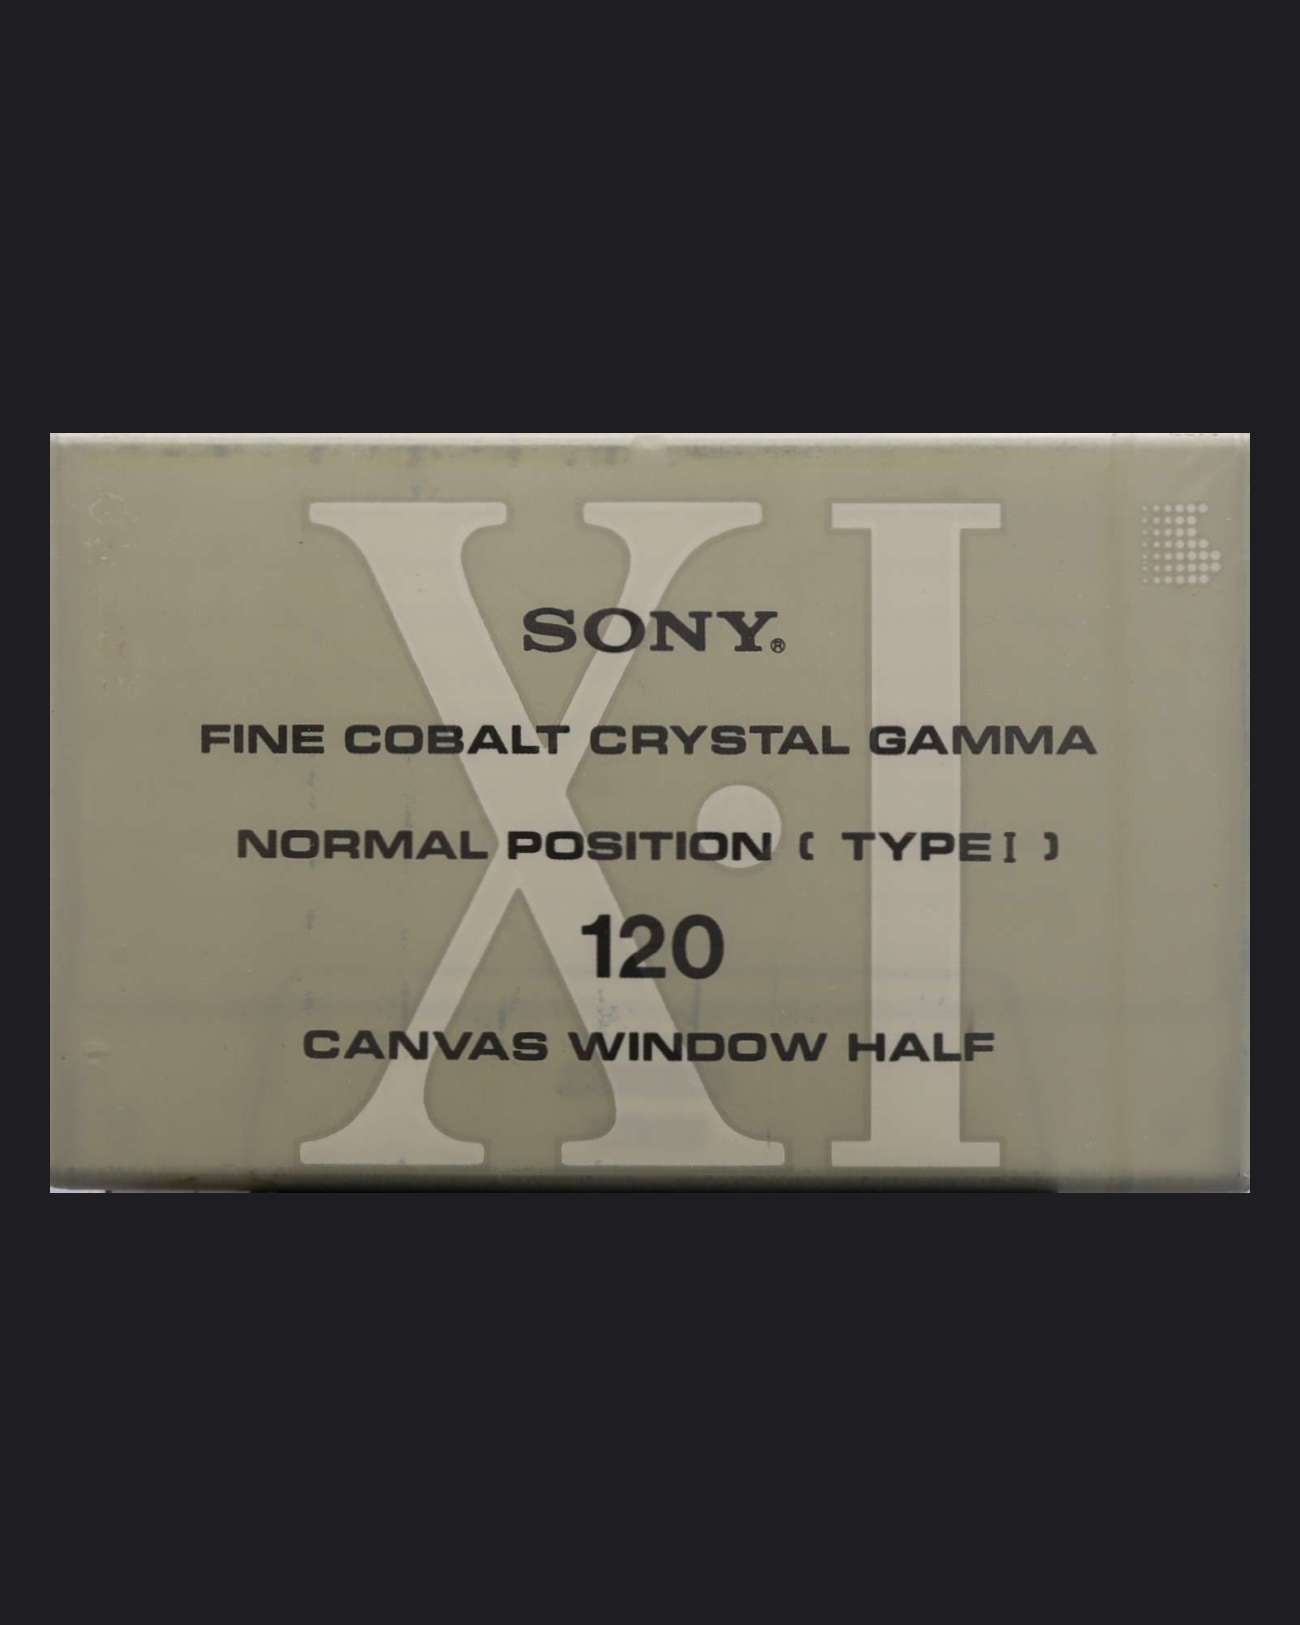 X·I
SONY®
FINE COBALT CRYSTAL GAMMA
NORMAL POSITION ( TYPE I )
120
CANVAS WINDOW HALF